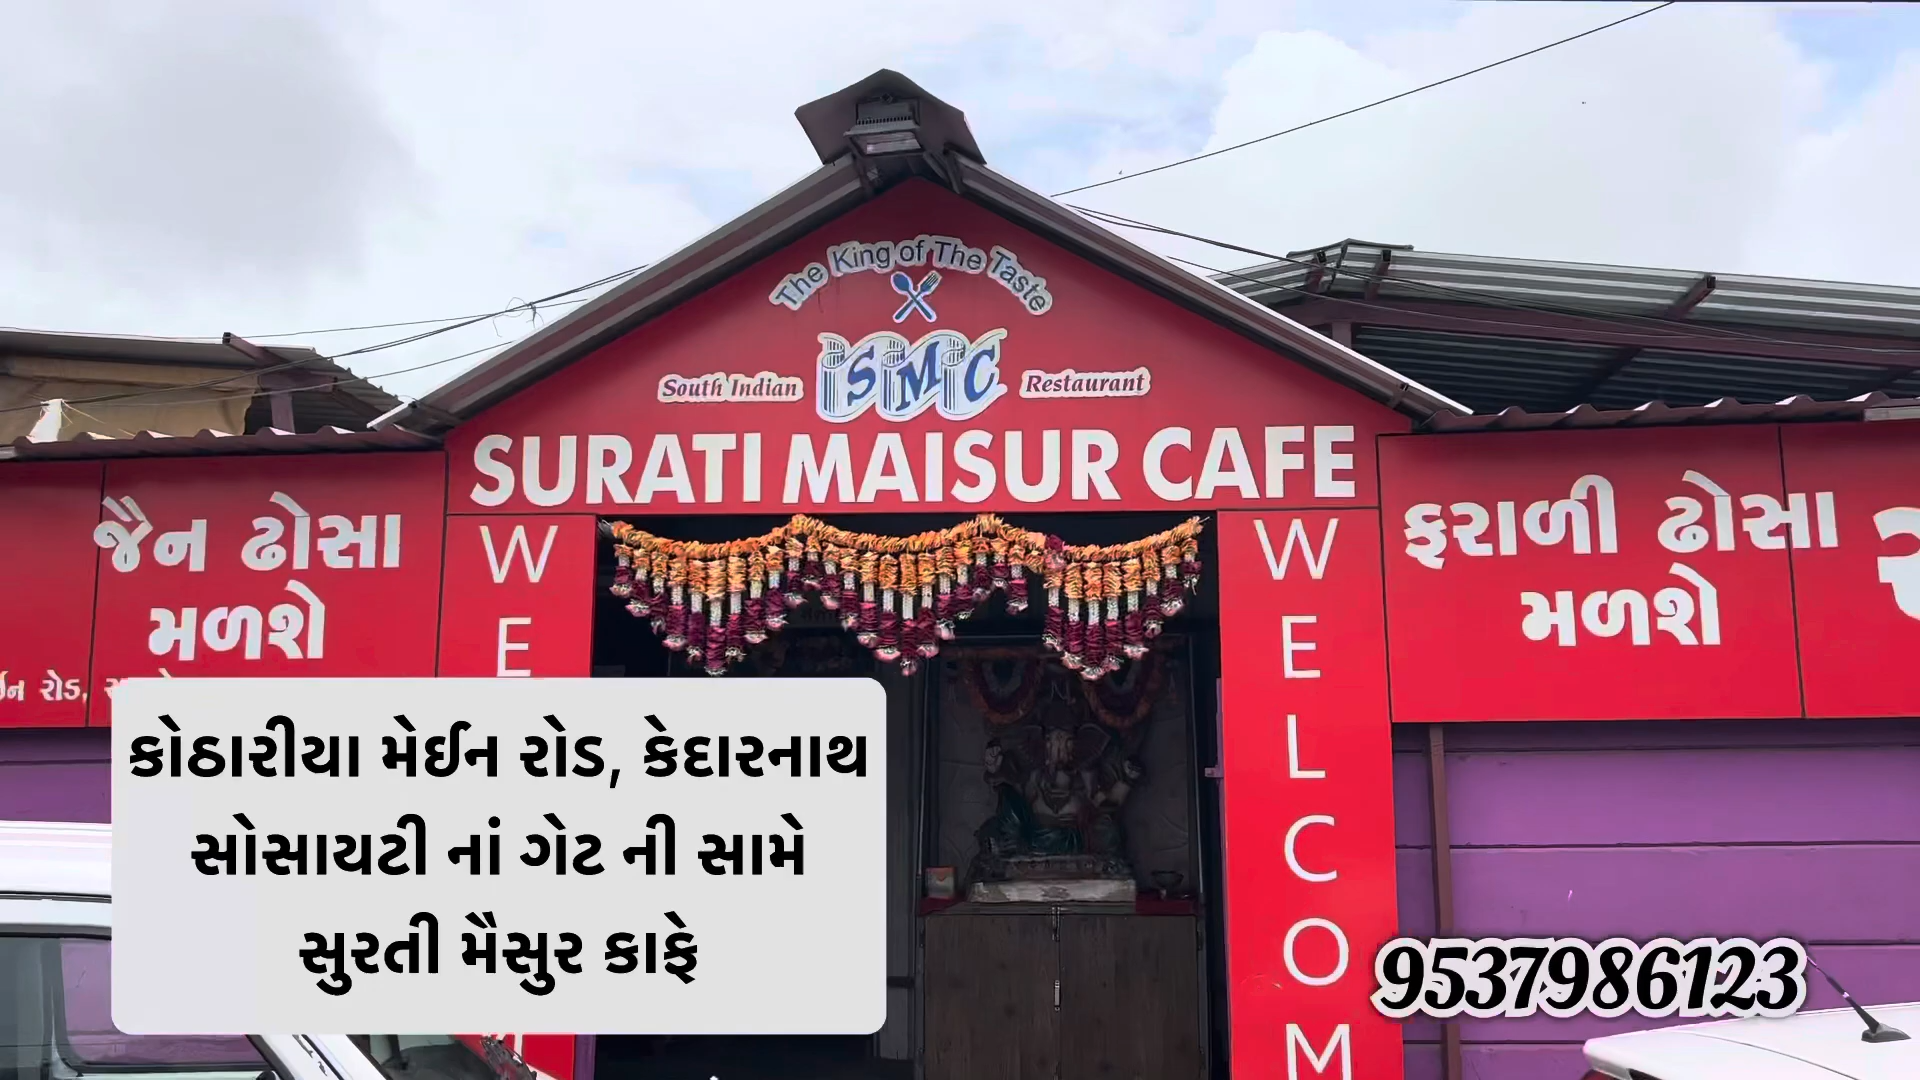 The King of The Taste
South Indian SMC Restaurant
SURATI MAISUR CAFE
જૈન ઢોસા
મળશે
ફરાળી ઢોસા
મળશે
WE
WELCOM
રોડ,
કોઠારીયા મેઈન રોડ, કેદારનાથ
સોસાયટી નાં ગેટ ની સામે
સુરતી મૈસુર કાફે
9537986123